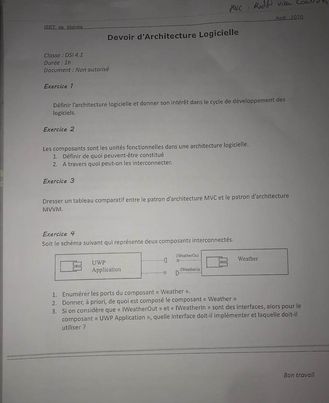 MVC : Model view Control
ISET de
Avril 2020
Devoir d'Architecture Logicielle
Classe : DSI 4.1
Durée : 1h
Document : Non autorisé
Exercice 1
Définir l'architecture logicielle et donner son intérêt dans le cycle de développement des
logiciels.
Exercice 2
Les composants sont les unités fonctionnelles dans une architecture logicielle.
1. Définir de quoi peuvent-être constitué
2. A travers quoi peut-on les interconnecter.
Exercice 3
Dresser un tableau comparatif entre le patron d'architecture MVC et le patron d'architecture
MVVM.
Exercice 4
Soit le schéma suivant qui représente deux composants interconnectés.
UWP
Application
IWeatherOut
IWeatherIn
Weather
1. Enumérer les ports du composant « Weather ».
2. Donner, à priori, de quoi est composé le composant « Weather »
3. Si on considère que « IWeatherOut » et « IWeatherIn » sont des interfaces, alors pour le
composant « UWP Application », quelle interface doit-il implémenter et laquelle doit-il
utiliser ?
Bon travail